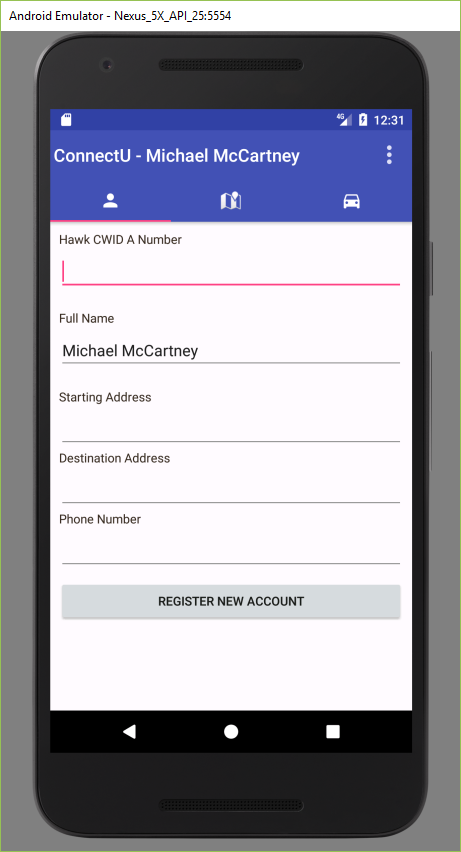 Android Emulator - Nexus_5X_API_25:5554
4G 12:31
ConnectU - Michael McCartney
Hawk CWID A Number
Full Name
Michael McCartney
Starting Address
Destination Address
Phone Number
REGISTER NEW ACCOUNT